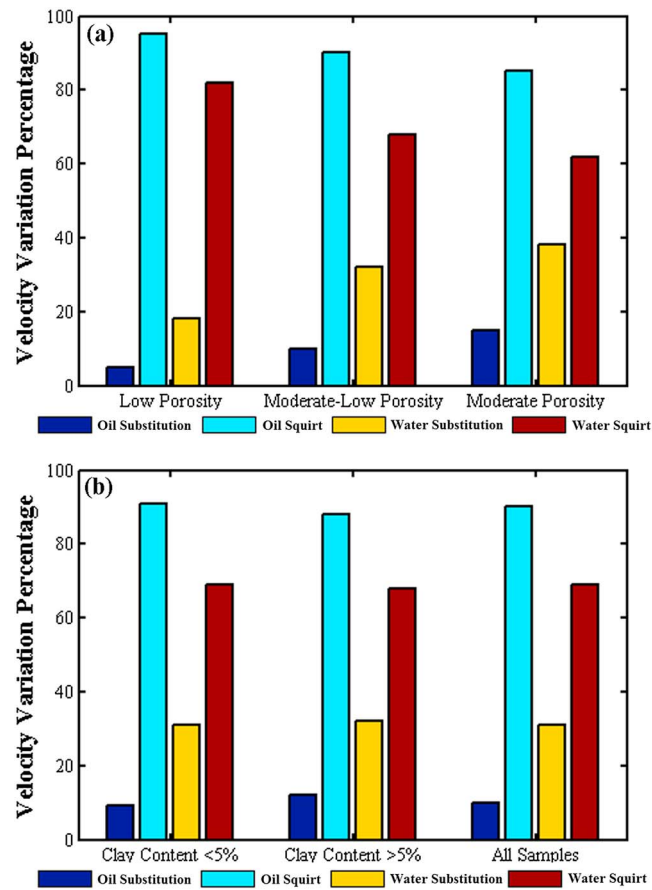 (a)
Velocity Variation Percentage
100
80
60
40
20
0
Low Porosity Moderate-Low Porosity Moderate Porosity
Oil Substitution Oil Squirt Water Substitution Water Squirt
(b)
Velocity Variation Percentage
100
80
60
40
20
0
Clay Content <5% Clay Content >5% All Samples
Oil Substitution Oil Squirt Water Substitution Water Squirt